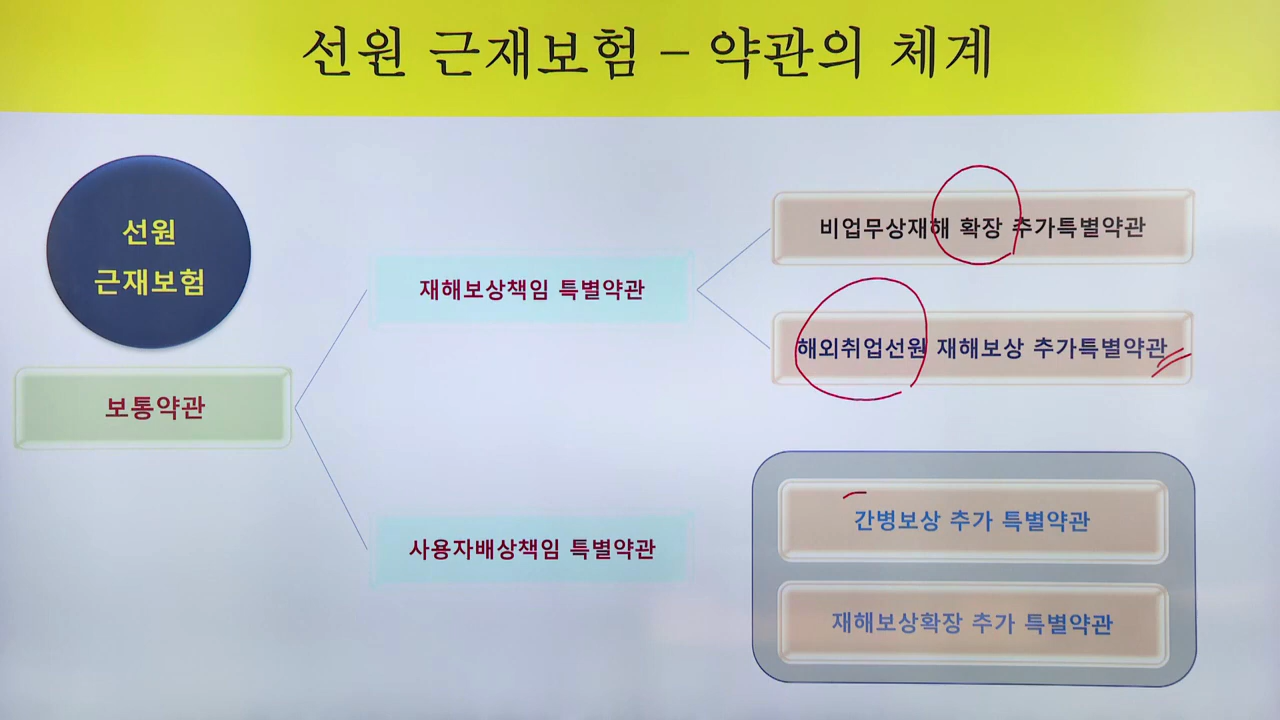 선원 근재보험 – 약관의 체계
선원
근재보험
보통약관
재해보상책임 특별약관
사용자배상책임 특별약관
비업무상재해 확장 추가특별약관
해외취업선원 재해보상 추가특별약관
간병보상 추가 특별약관
재해보상확장 추가 특별약관